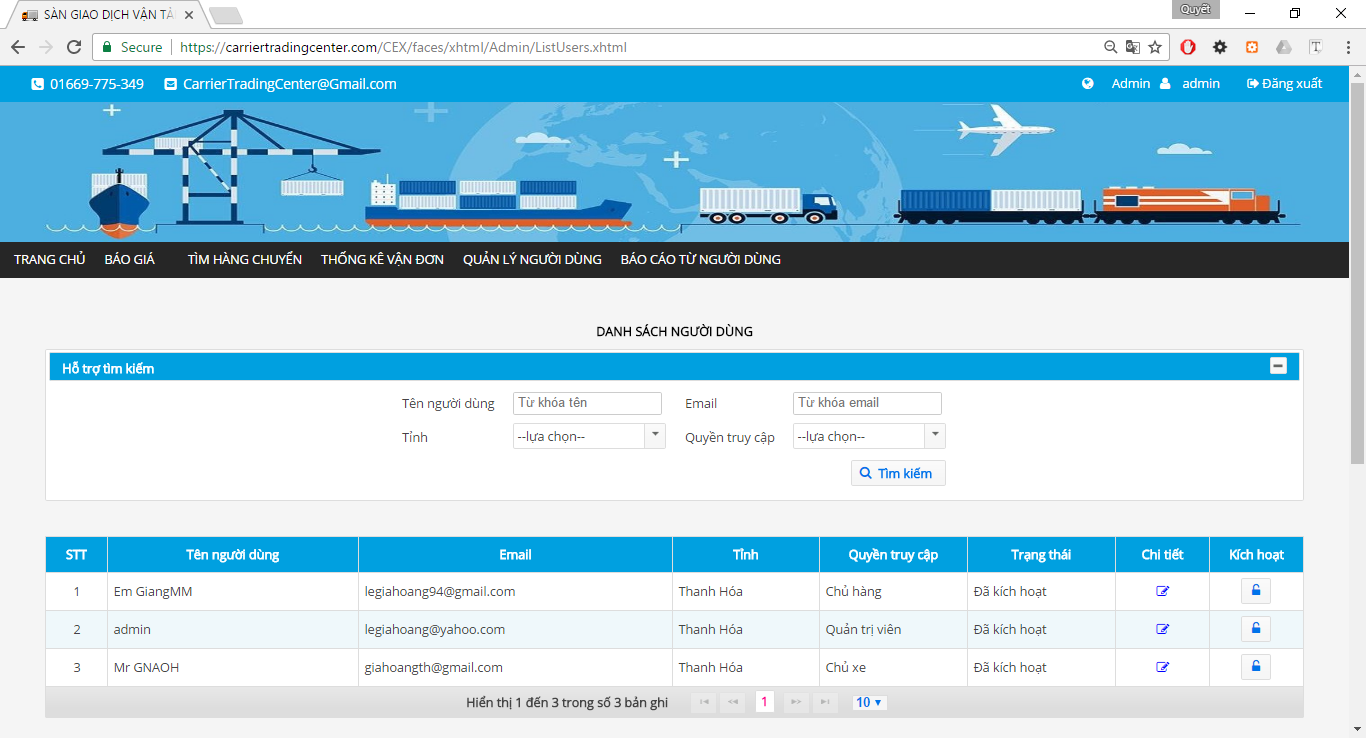 SÀN GIAO DỊCH VẬN TẢ
Quyết
Secure https://carriertradingcenter.com/CEX/faces/xhtml/Admin/ListUsers.xhtml
01669-775-349 CarrierTradingCenter@Gmail.com Admin admin Đăng xuất
TRANG CHỦ BÁO GIÁ TÌM HÀNG CHUYẾN THỐNG KÊ VẬN ĐƠN QUẢN LÝ NGƯỜI DÙNG BÁO CÁO TỪ NGƯỜI DÙNG
DANH SÁCH NGƯỜI DÙNG
Hỗ trợ tìm kiếm
Tên người dùng Từ khóa tên Email Từ khóa email
Tỉnh --lựa chọn-- Quyền truy cập --lựa chọn--
Tìm kiếm
STT Tên người dùng Email Tỉnh Quyền truy cập Trạng thái Chi tiết Kích hoạt
1 Em GiangMM legiahoang94@gmail.com Thanh Hóa Chủ hàng Đã kích hoạt
2 admin legiahoang@yahoo.com Thanh Hóa Quản trị viên Đã kích hoạt
3 Mr GNAOH giahoangth@gmail.com Thanh Hóa Chủ xe Đã kích hoạt
Hiển thị 1 đến 3 trong số 3 bản ghi 1 10